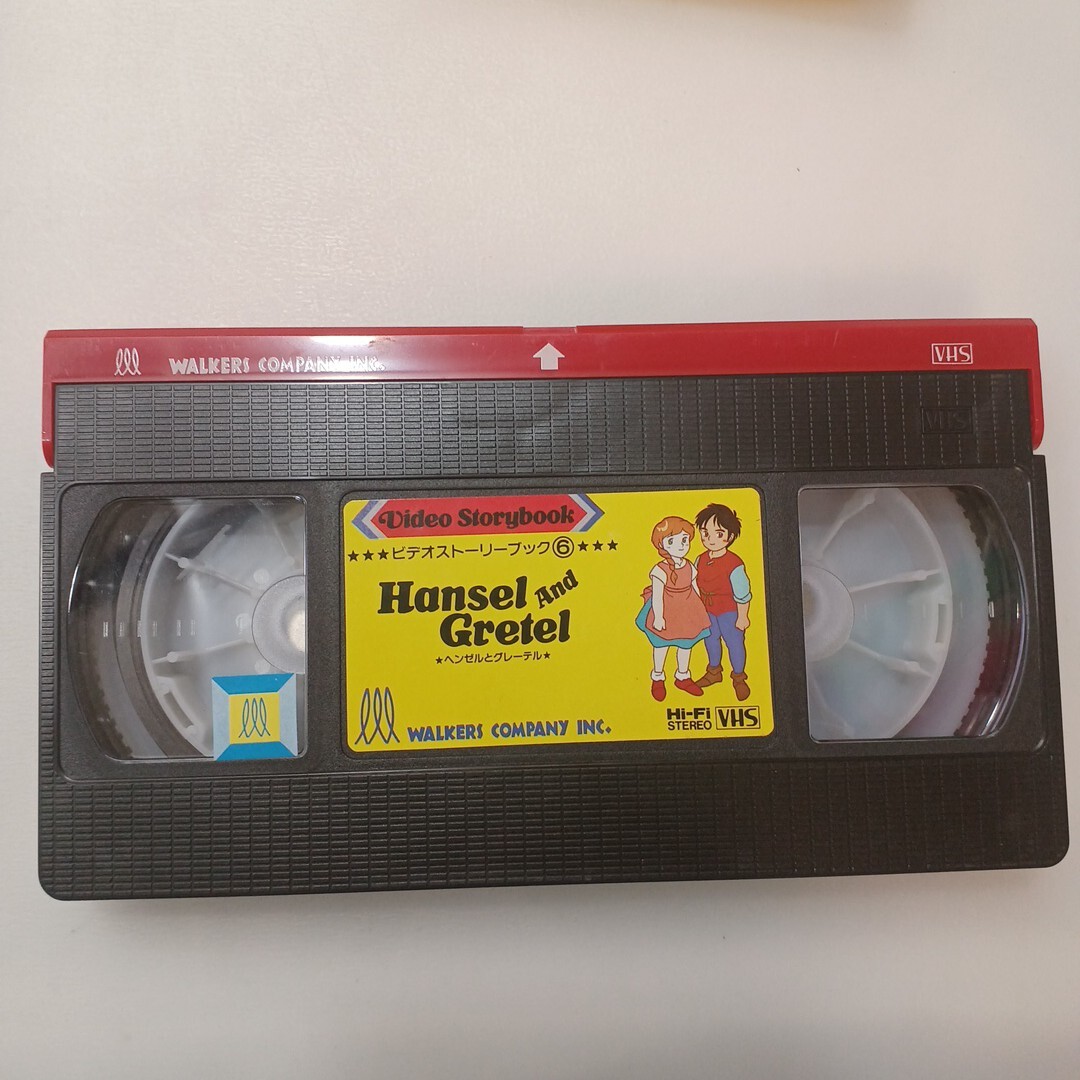 WALKERS COMPANY INC.
VHS
VHS
Video Storybook
★★★ビデオストーリーブック⑥★★★
Hansel And Gretel
★ヘンゼルとグレーテル★
WALKERS COMPANY INC.
Hi-Fi
STEREO VHS